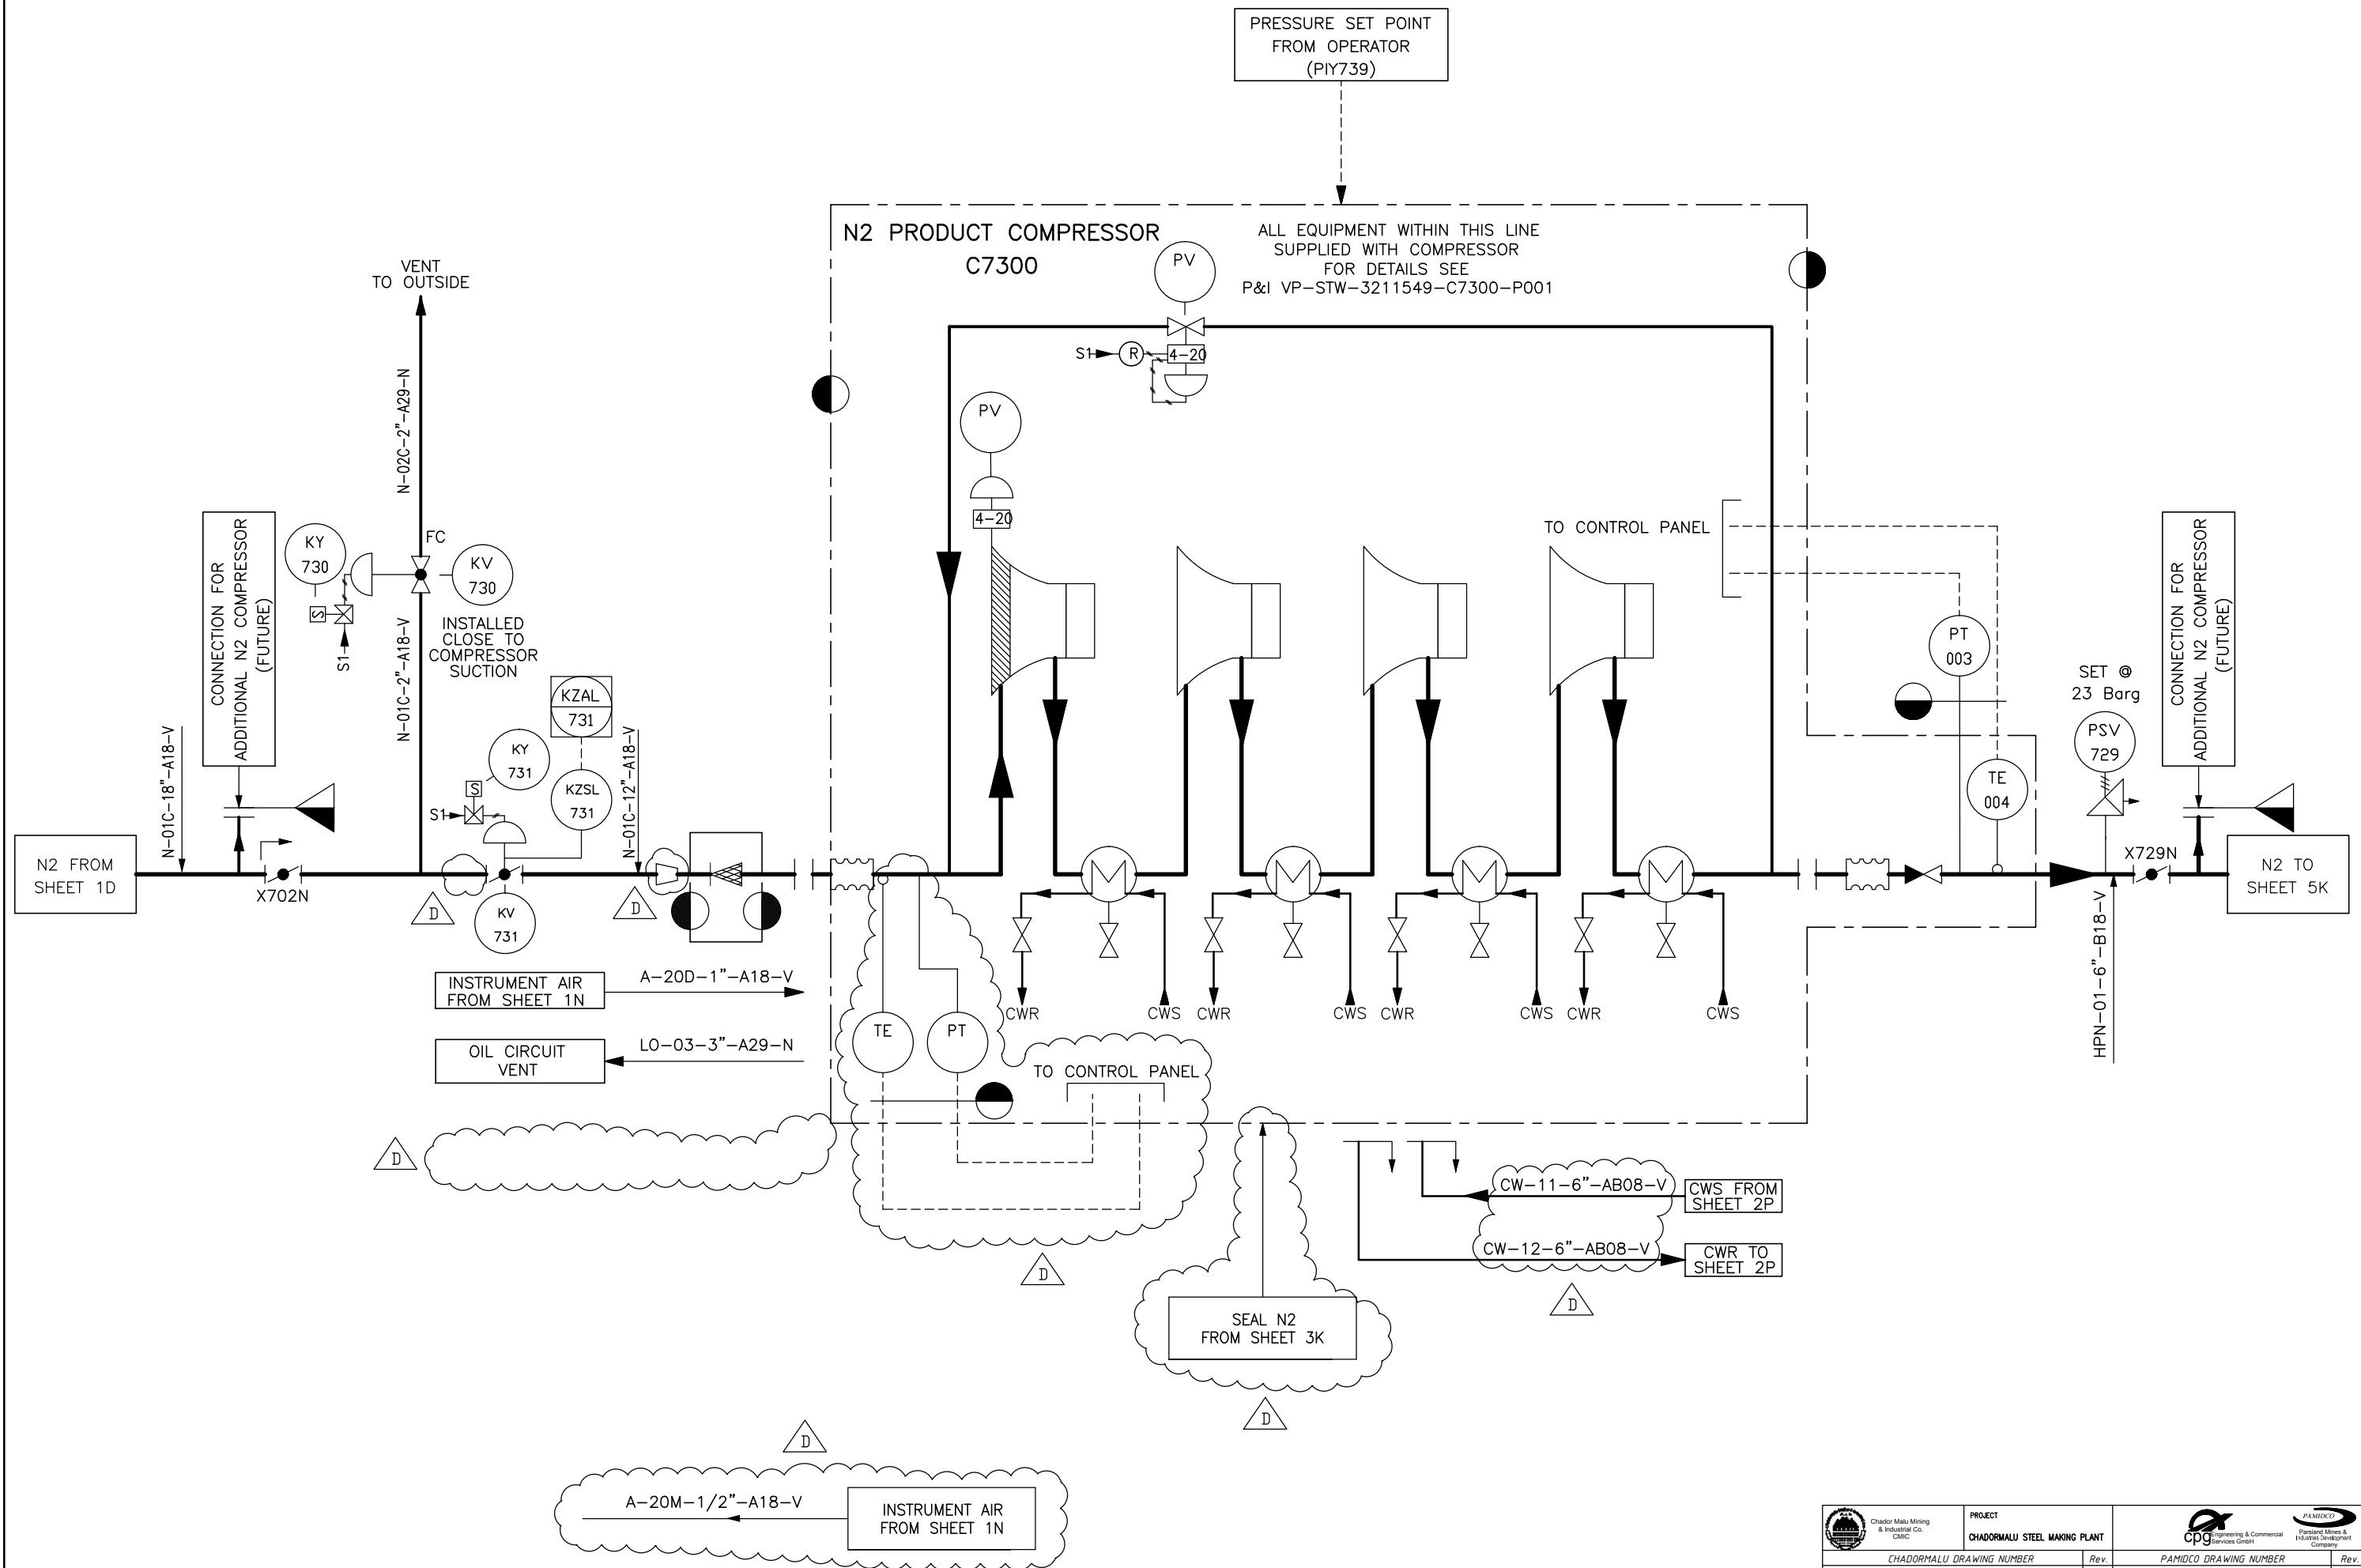 PRESSURE SET POINT
FROM OPERATOR
(PIY739)
N2 PRODUCT COMPRESSOR
C7300
ALL EQUIPMENT WITHIN THIS LINE
SUPPLIED WITH COMPRESSOR
FOR DETAILS SEE
P&I VP-STW-3211549-C7300-P001
PV
S1
R
4-20
PV
4-20
VENT
TO OUTSIDE
N-02C-2"-A29-N
FC
KY
730
KV
730
S
S1
N-01C-2"-A18-V
INSTALLED
CLOSE TO
COMPRESSOR
SUCTION
CONNECTION FOR
ADDITIONAL N2 COMPRESSOR
(FUTURE)
N-01C-18"-A18-V
KZAL
731
KY
731
KZSL
731
S
S1
N-01C-12"-A18-V
N2 FROM
SHEET 1D
X702N
D
KV
731
D
TO CONTROL PANEL
PT
003
TE
004
SET @
23 Barg
PSV
729
CONNECTION FOR
ADDITIONAL N2 COMPRESSOR
(FUTURE)
X729N
N2 TO
SHEET 5K
HPN-01-6"-B18-V
INSTRUMENT AIR
FROM SHEET 1N
A-20D-1"-A18-V
OIL CIRCUIT
VENT
LO-03-3"-A29-N
CWR
CWS
CWR
CWS
CWR
CWS
CWR
CWS
TE
PT
TO CONTROL PANEL
D
D
CW-11-6"-AB08-V
CWS FROM
SHEET 2P
CW-12-6"-AB08-V
CWR TO
SHEET 2P
D
SEAL N2
FROM SHEET 3K
D
D
A-20M-1/2"-A18-V
INSTRUMENT AIR
FROM SHEET 1N
Chador Malu Mining
& Industrial Co.
CMIC
PROJECT
CHADORMALU STEEL MAKING PLANT
cpg
Engineering & Commercial
Services GmbH
PAMIDCO
Parsland Mines &
Industries Development
Company
CHADORMALU DRAWING NUMBER
Rev.
PAMIDCO DRAWING NUMBER
Rev.